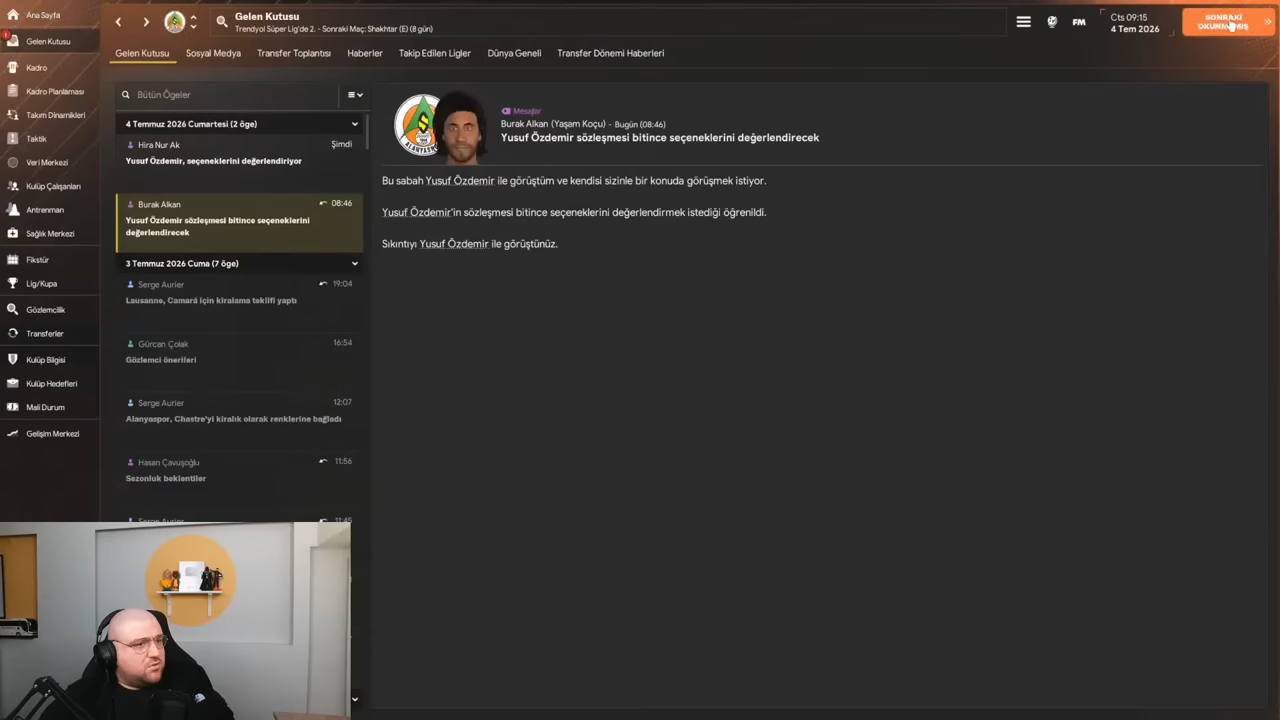 Ana Sayfa
Gelen Kutusu
Kadro
Kadro Planlaması
Takım Dinamikleri
Taktik
Veri Merkezi
Kulüp Çalışanları
Antrenman
Sağlık Merkezi
Fikstür
Lig/Kupa
Gözlemcilik
Transferler
Kulüp Bilgisi
Kulüp Hedefleri
Mali Durum
Gelişim Merkezi
Gelen Kutusu
Trendyol Süper Lig'de 2. - Sonraki Maç: Shakhtar (E) (8 gün)
FM
Cts 09:15
4 Tem 2026
SONRAKİ
Gelen Kutusu
Sosyal Medya
Transfer Toplantısı
Haberler
Takip Edilen Ligler
Dünya Geneli
Transfer Dönemi Haberleri
Bütün Ögeler
4 Temmuz 2026 Cumartesi (2 öge)
Hira Nur Ak
Şimdi
Yusuf Özdemir, seçeneklerini değerlendiriyor
Burak Alkan
08:46
Yusuf Özdemir sözleşmesi bitince seçeneklerini
değerlendirecek
3 Temmuz 2026 Cuma (7 öge)
Serge Aurier
19:04
Lausanne, Camará için kiralama teklifi yaptı
Gürcan Çolak
16:54
Gözlemci önerileri
Serge Aurier
12:07
Alanyaspor, Chastre'yi kiralık olarak renklerine bağladı
Hasan Çavuşoğlu
11:56
Sezonluk beklentiler
Serge Aurier
11:45
Mesajlar
Burak Alkan (Yaşam Koçu) - Bugün (08:46)
Yusuf Özdemir sözleşmesi bitince seçeneklerini değerlendirecek
Bu sabah Yusuf Özdemir ile görüştüm ve kendisi sizinle bir konuda görüşmek istiyor.
Yusuf Özdemir'in sözleşmesi bitince seçeneklerini değerlendirmek istediği öğrenildi.
Sıkıntıyı Yusuf Özdemir ile görüştünüz.